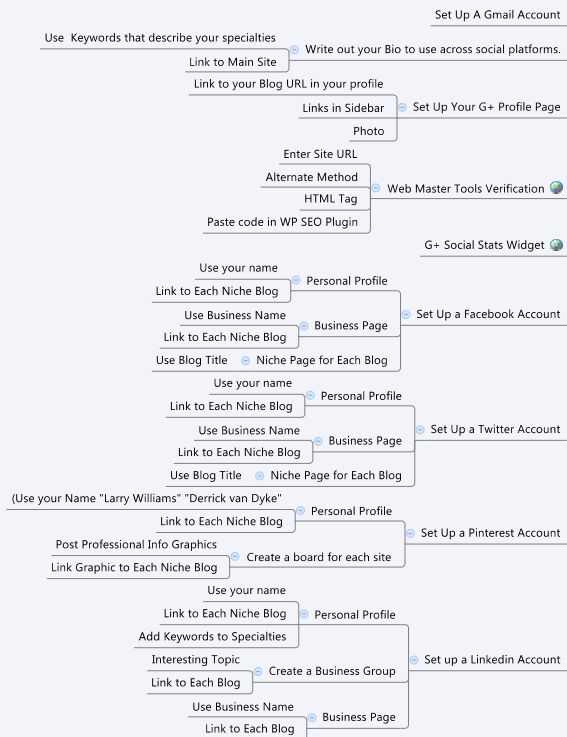 Set Up A Gmail Account
Use Keywords that describe your specialties
Link to Main Site
Write out your Bio to use across social platforms.
Link to your Blog URL in your profile
Links in Sidebar
Photo
Set Up Your G+ Profile Page
Enter Site URL
Alternate Method
HTML Tag
Paste code in WP SEO Plugin
Web Master Tools Verification
G+ Social Stats Widget
Use your name
Link to Each Niche Blog
Personal Profile
Use Business Name
Link to Each Niche Blog
Business Page
Use Blog Title
Niche Page for Each Blog
Set Up a Facebook Account
Use your name
Link to Each Niche Blog
Personal Profile
Use Business Name
Link to Each Niche Blog
Business Page
Use Blog Title
Niche Page for Each Blog
Set Up a Twitter Account
(Use your Name "Larry Williams" "Derrick van Dyke"
Link to Each Niche Blog
Personal Profile
Post Professional Info Graphics
Link Graphic to Each Niche Blog
Create a board for each site
Set Up a Pinterest Account
Use your name
Link to Each Niche Blog
Add Keywords to Specialties
Personal Profile
Interesting Topic
Link to Each Blog
Create a Business Group
Use Business Name
Link to Each Blog
Business Page
Set up a Linkedin Account